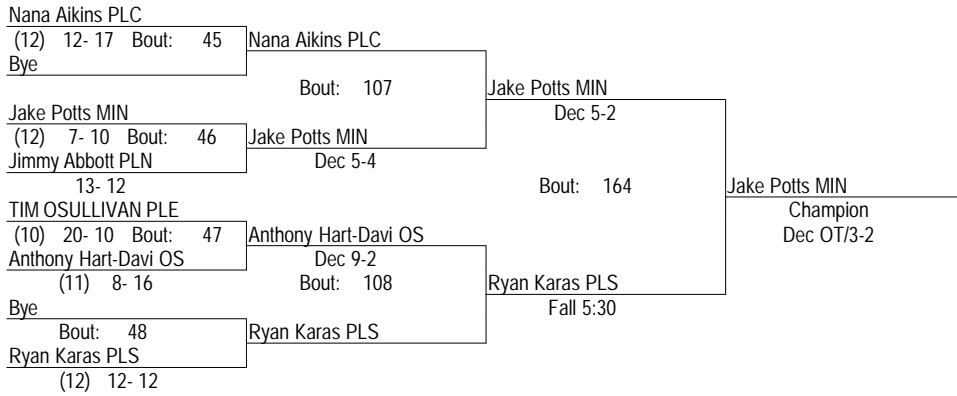 Nana Aikins PLC
(12) 12- 17 Bout: 45
Nana Aikins PLC
Bye
Bout: 107
Jake Potts MIN
Jake Potts MIN
Dec 5-2
(12) 7- 10 Bout: 46
Jake Potts MIN
Jimmy Abbott PLN
Dec 5-4
13- 12
Bout: 164
Jake Potts MIN
TIM OSULLIVAN PLE
Champion
(10) 20- 10 Bout: 47
Anthony Hart-Davi OS
Dec OT/3-2
Anthony Hart-Davi OS
Dec 9-2
(11) 8- 16
Bout: 108
Ryan Karas PLS
Bye
Fall 5:30
Bout: 48
Ryan Karas PLS
Ryan Karas PLS
(12) 12- 12